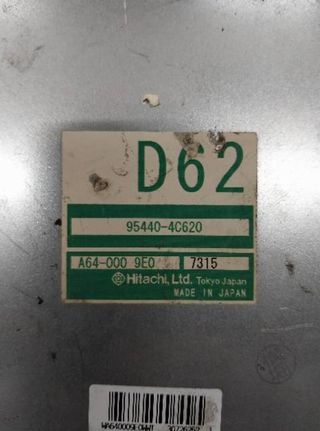 D62
95440-4C620
A64-000 9E0 7315
Hitachi, Ltd. Tokyo Japan
MADE IN JAPAN